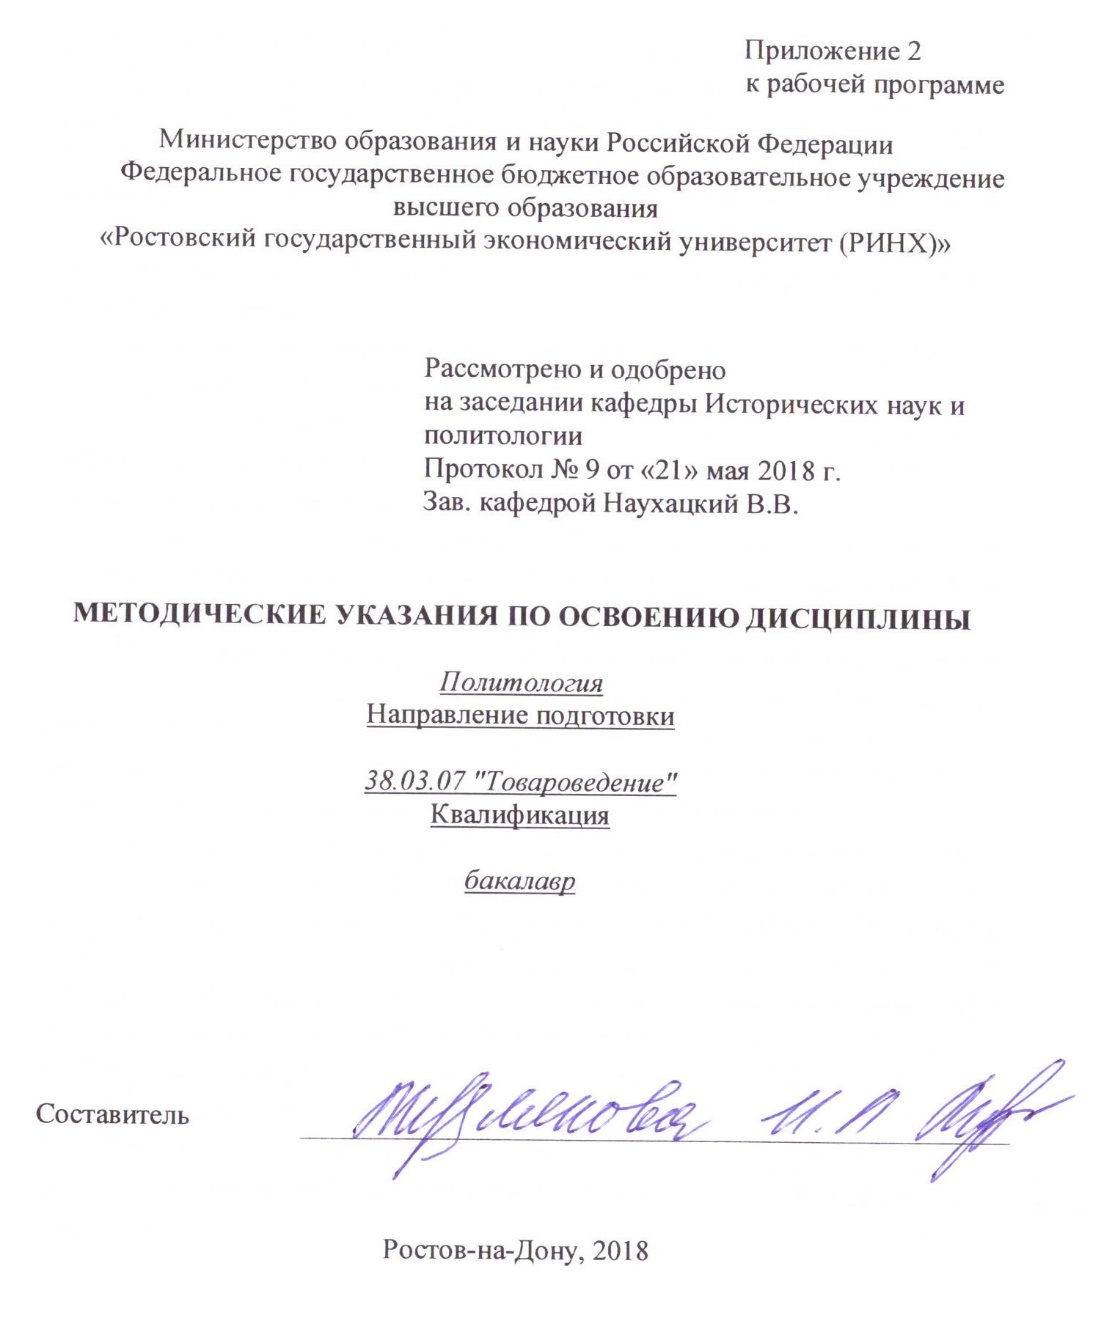 Приложение 2
к рабочей программе
Министерство образования и науки Российской Федерации
Федеральное государственное бюджетное образовательное учреждение
высшего образования
«Ростовский государственный экономический университет (РИНХ)»
Рассмотрено и одобрено
на заседании кафедры Исторических наук и
политологии
Протокол № 9 от «21» мая 2018 г.
Зав. кафедрой Наухацкий В.В.
МЕТОДИЧЕСКИЕ УКАЗАНИЯ ПО ОСВОЕНИЮ ДИСЦИПЛИНЫ
Политология
Направление подготовки
38.03.07 "Товароведение"
Квалификация
бакалавр
Составитель
Ростов-на-Дону, 2018